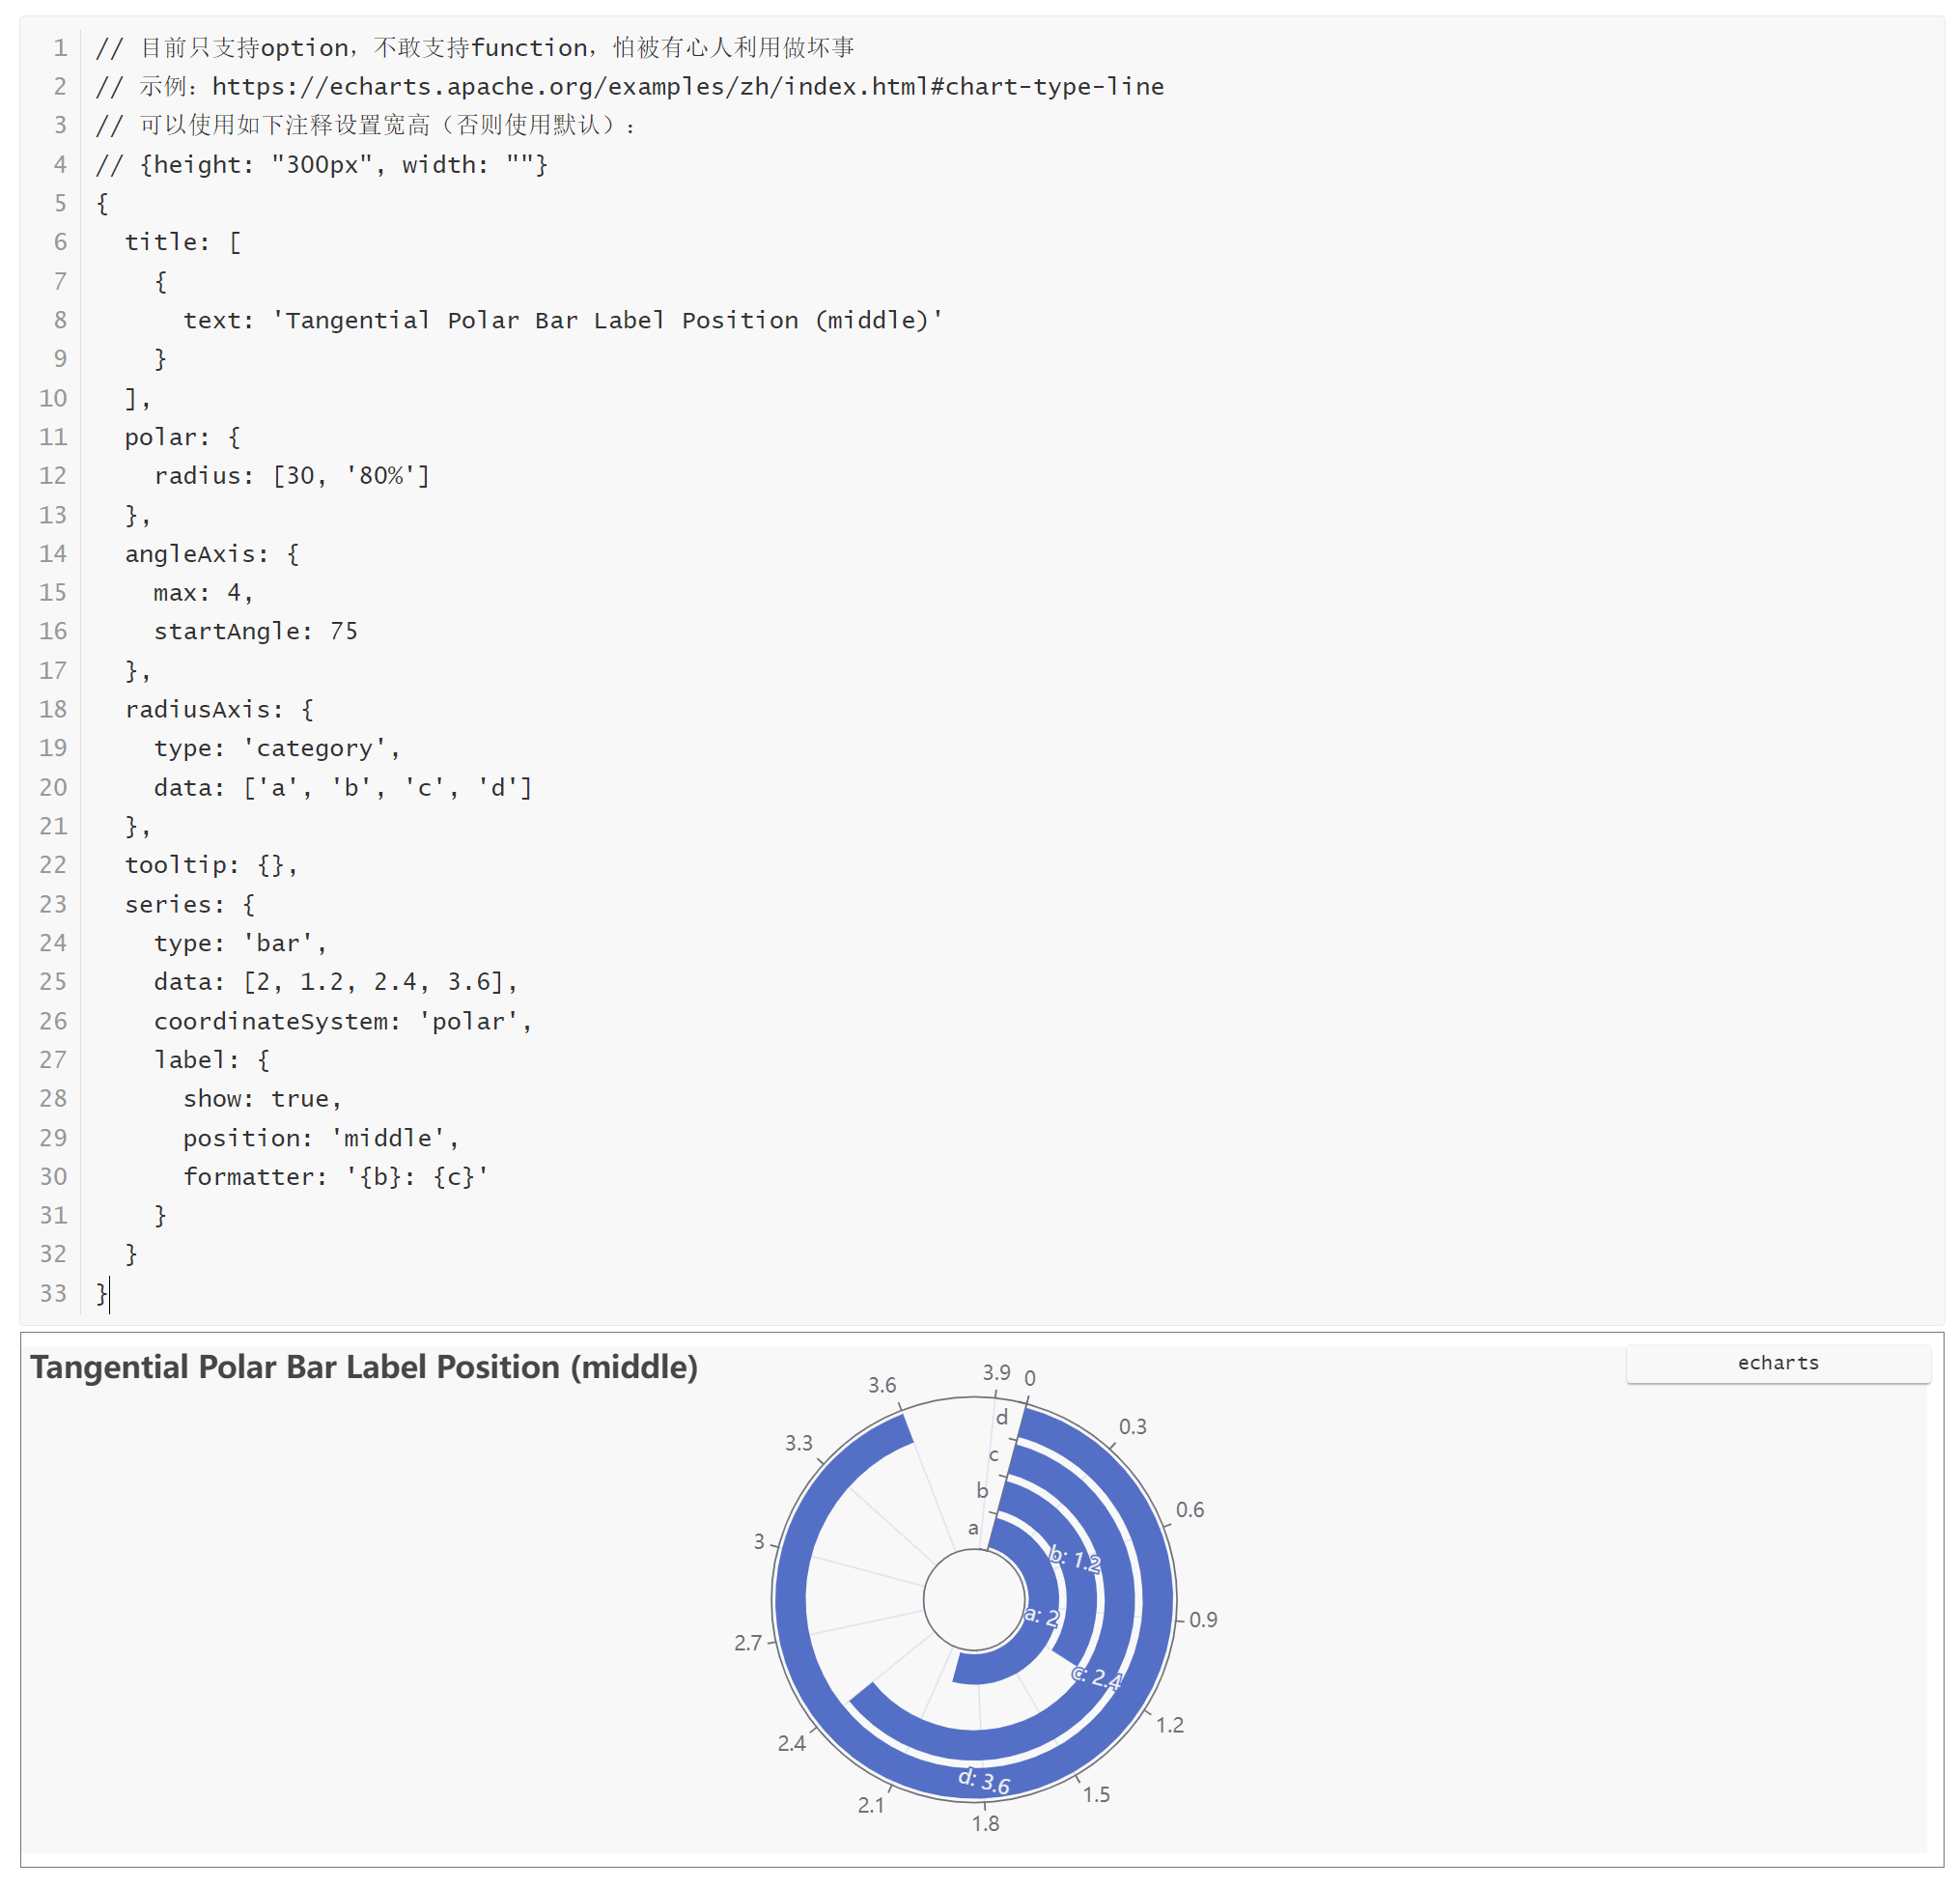 1 // 目前只支持option，不敢支持function，怕被有心人利用做坏事
2 // 示例：https://echarts.apache.org/examples/zh/index.html#chart-type-line
3 // 可以使用如下注释设置宽高（否则使用默认）：
4 // {height: "300px", width: ""}
5 {
6   title: [
7     {
8       text: 'Tangential Polar Bar Label Position (middle)'
9     }
10   ],
11   polar: {
12     radius: [30, '80%']
13   },
14   angleAxis: {
15     max: 4,
16     startAngle: 75
17   },
18   radiusAxis: {
19     type: 'category',
20     data: ['a', 'b', 'c', 'd']
21   },
22   tooltip: {},
23   series: {
24     type: 'bar',
25     data: [2, 1.2, 2.4, 3.6],
26     coordinateSystem: 'polar',
27     label: {
28       show: true,
29       position: 'middle',
30       formatter: '{b}: {c}'
31     }
32   }
33 }
Tangential Polar Bar Label Position (middle)
echarts
3.9
0
3.6
d
0.3
3.3
c
b
0.6
a
3
b: 1.2
a: 2
0.9
2.7
c: 2.4
1.2
2.4
d: 3.6
1.5
2.1
1.8